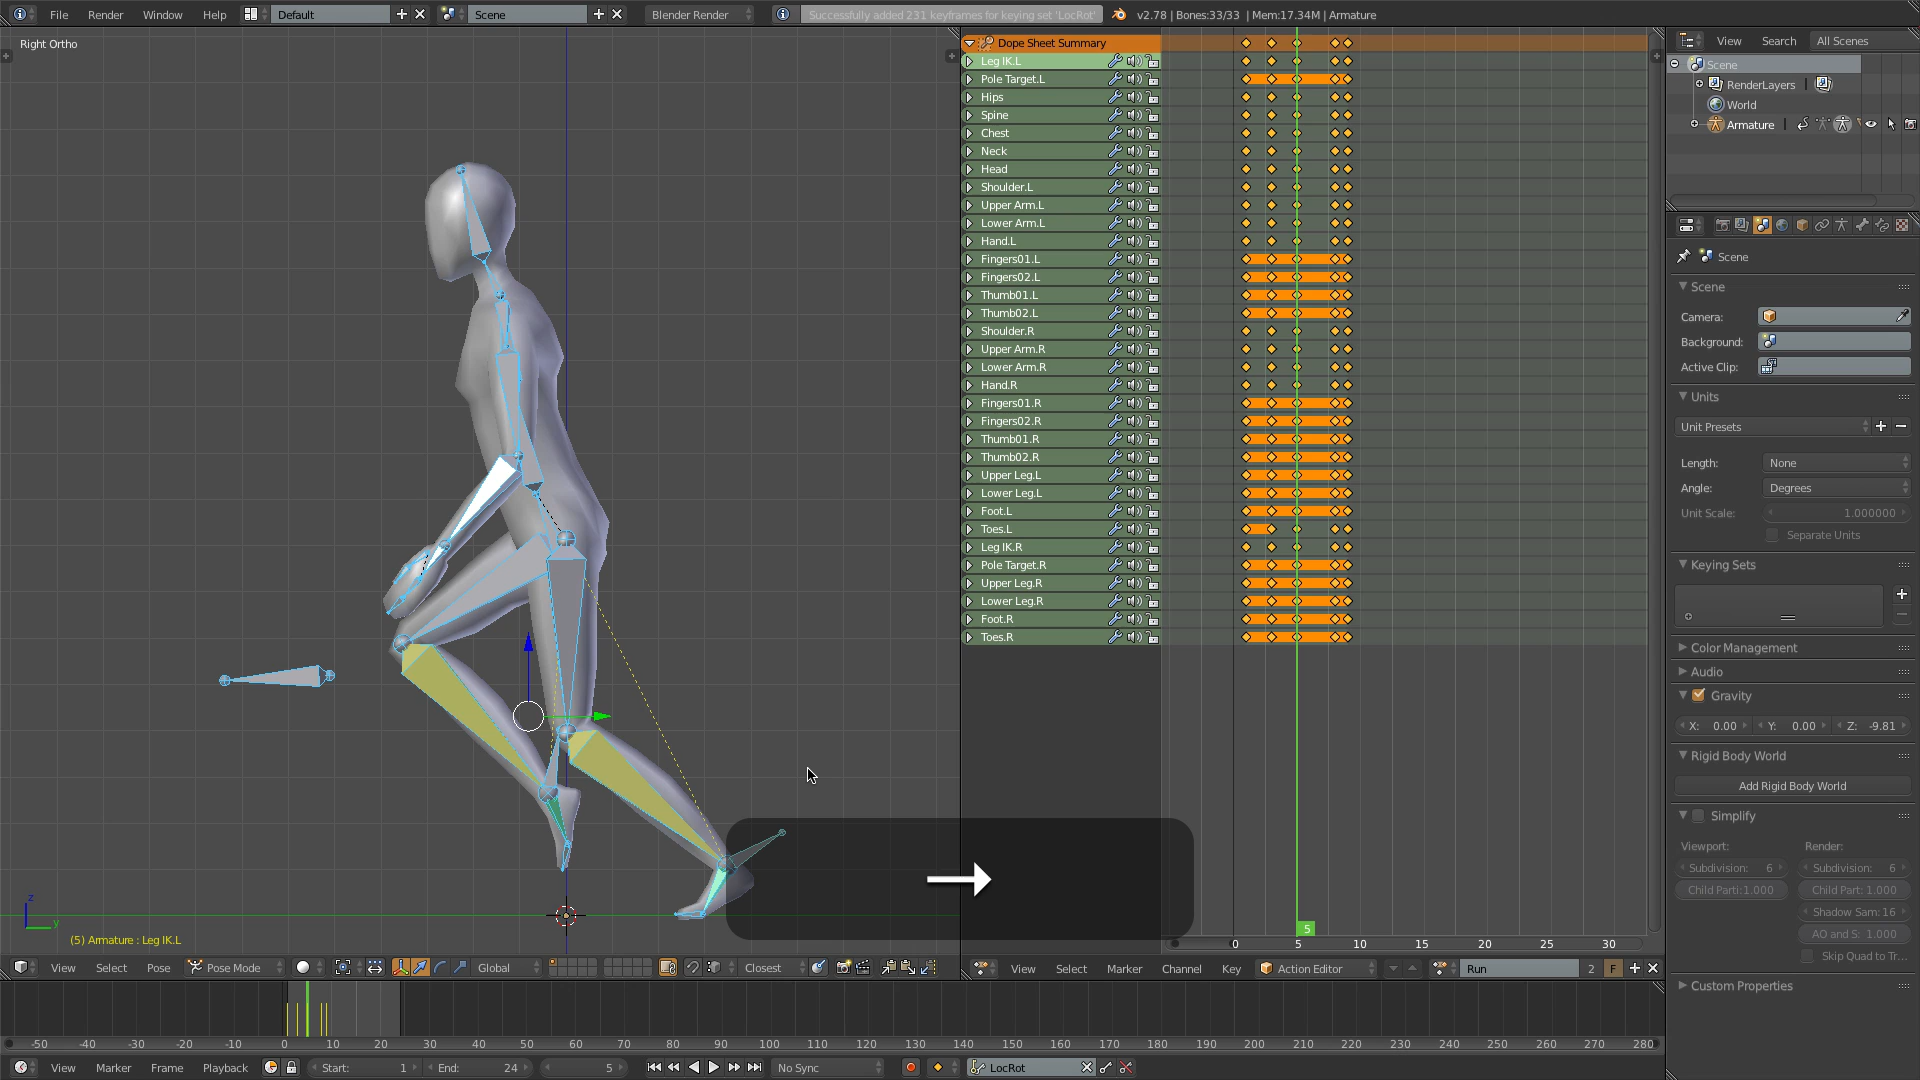 File Render Window Help Default Scene Blender Render Successfully added 231 keyframes for keying set 'LocRot' v2.78 | Bones:33/33 | Mem:17.34M | Armature
Right Ortho
(5) Armature : Leg IK.L
z
y
View Select Pose Pose Mode Global Closest
Dope Sheet Summary
Leg IK.L
Pole Target.L
Hips
Spine
Chest
Neck
Head
Shoulder.L
Upper Arm.L
Lower Arm.L
Hand.L
Fingers01.L
Fingers02.L
Thumb01.L
Thumb02.L
Shoulder.R
Upper Arm.R
Lower Arm.R
Hand.R
Fingers01.R
Fingers02.R
Thumb01.R
Thumb02.R
Upper Leg.L
Lower Leg.L
Foot.L
Toes.L
Leg IK.R
Pole Target.R
Upper Leg.R
Lower Leg.R
Foot.R
Toes.R
5
0 5 10 15 20 25 30
View Select Marker Channel Key Action Editor Run 2 F
View Search All Scenes
Scene
RenderLayers |
World
Armature |
Scene
Scene
Camera:
Background:
Active Clip:
Units
Unit Presets
Length: None
Angle: Degrees
Unit Scale: 1.000000
Separate Units
Keying Sets
Color Management
Audio
Gravity
X: 0.00 Y: 0.00 Z: -9.81
Rigid Body World
Add Rigid Body World
Simplify
Viewport: Render:
Subdivision: 6 Subdivision: 6
Child Parti:1.000 Child Part: 1.000
Shadow Sam: 16
AO and S: 1.000
Skip Quad to Tr...
Custom Properties
-50 -40 -30 -20 -10 0 10 20 30 40 50 60 70 80 90 100 110 120 130 140 150 160 170 180 190 200 210 220 230 240 250 260 270 280
View Marker Frame Playback Start: 1 End: 24 5 No Sync LocRot